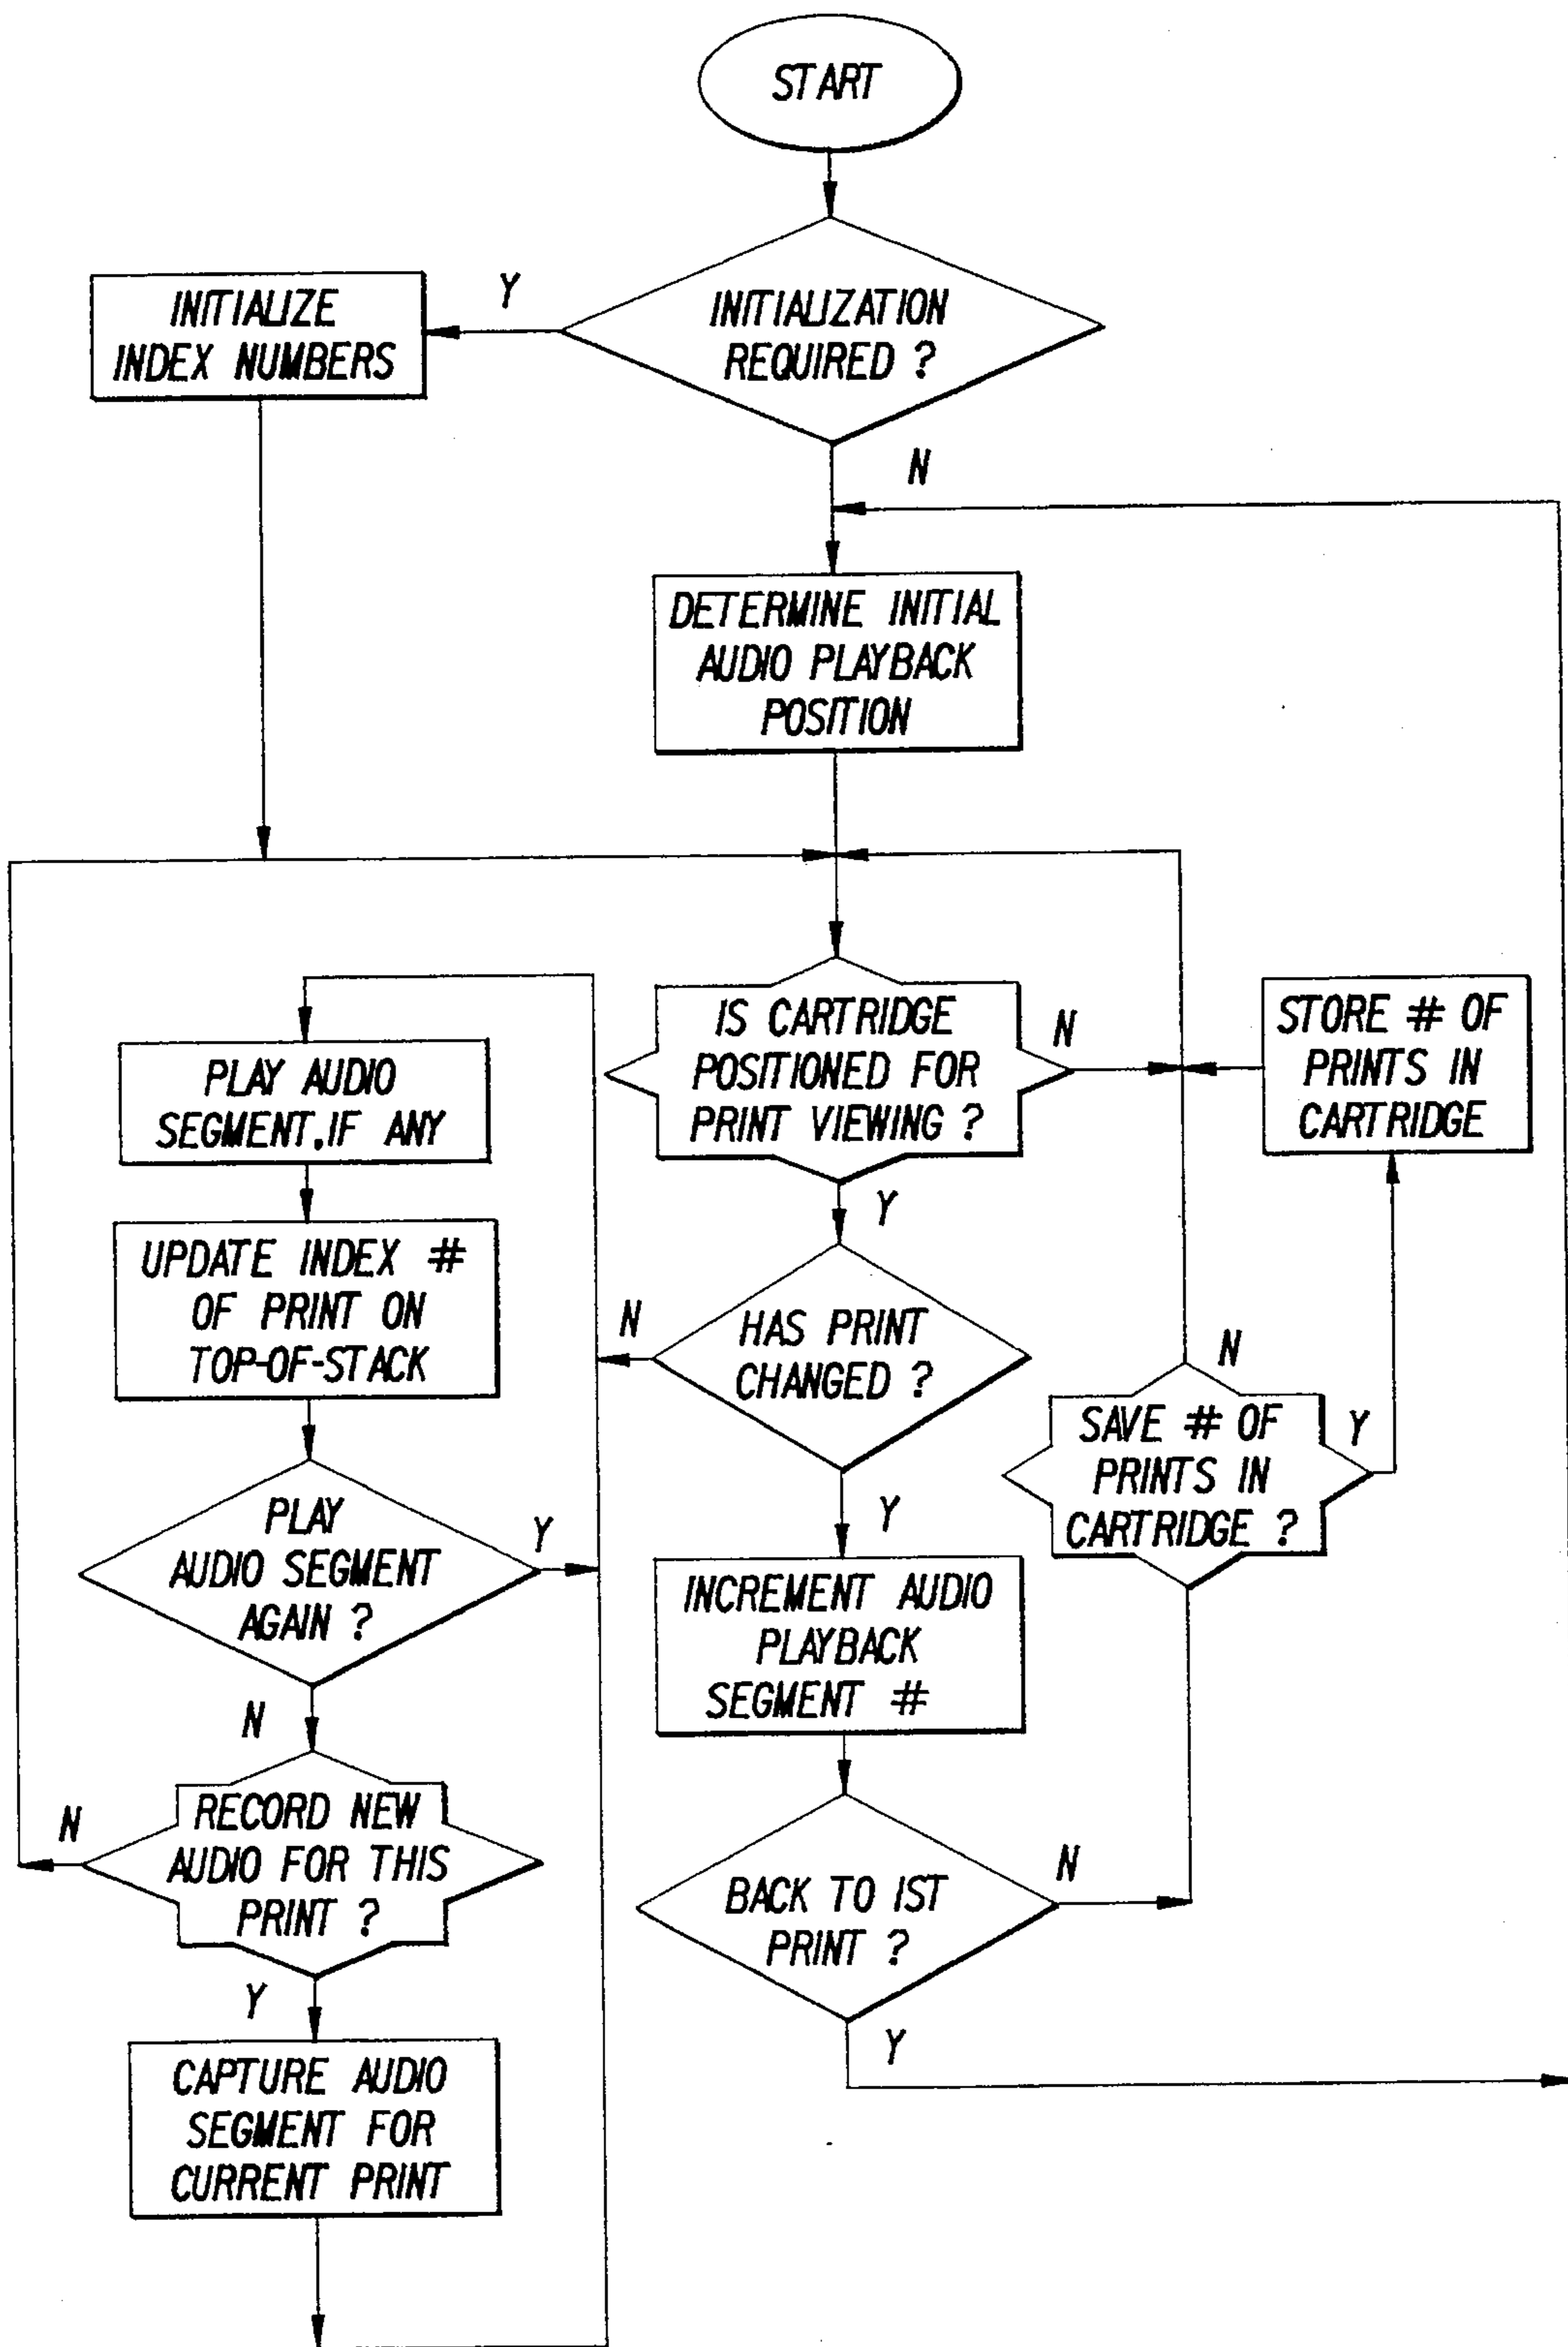 START
INITIALIZATION
REQUIRED ?
Y
INITIALIZE
INDEX NUMBERS
N
DETERMINE INITIAL
AUDIO PLAYBACK
POSITION
IS CARTRIDGE
POSITIONED FOR
PRINT VIEWING ?
N
STORE # OF
PRINTS IN
CARTRIDGE
Y
PLAY AUDIO
SEGMENT,IF ANY
UPDATE INDEX #
OF PRINT ON
TOP-OF-STACK
HAS PRINT
CHANGED ?
N
Y
N
SAVE # OF
PRINTS IN
CARTRIDGE ?
Y
PLAY
AUDIO SEGMENT
AGAIN ?
Y
N
INCREMENT AUDIO
PLAYBACK
SEGMENT #
RECORD NEW
AUDIO FOR THIS
PRINT ?
N
Y
BACK TO 1ST
PRINT ?
N
Y
CAPTURE AUDIO
SEGMENT FOR
CURRENT PRINT